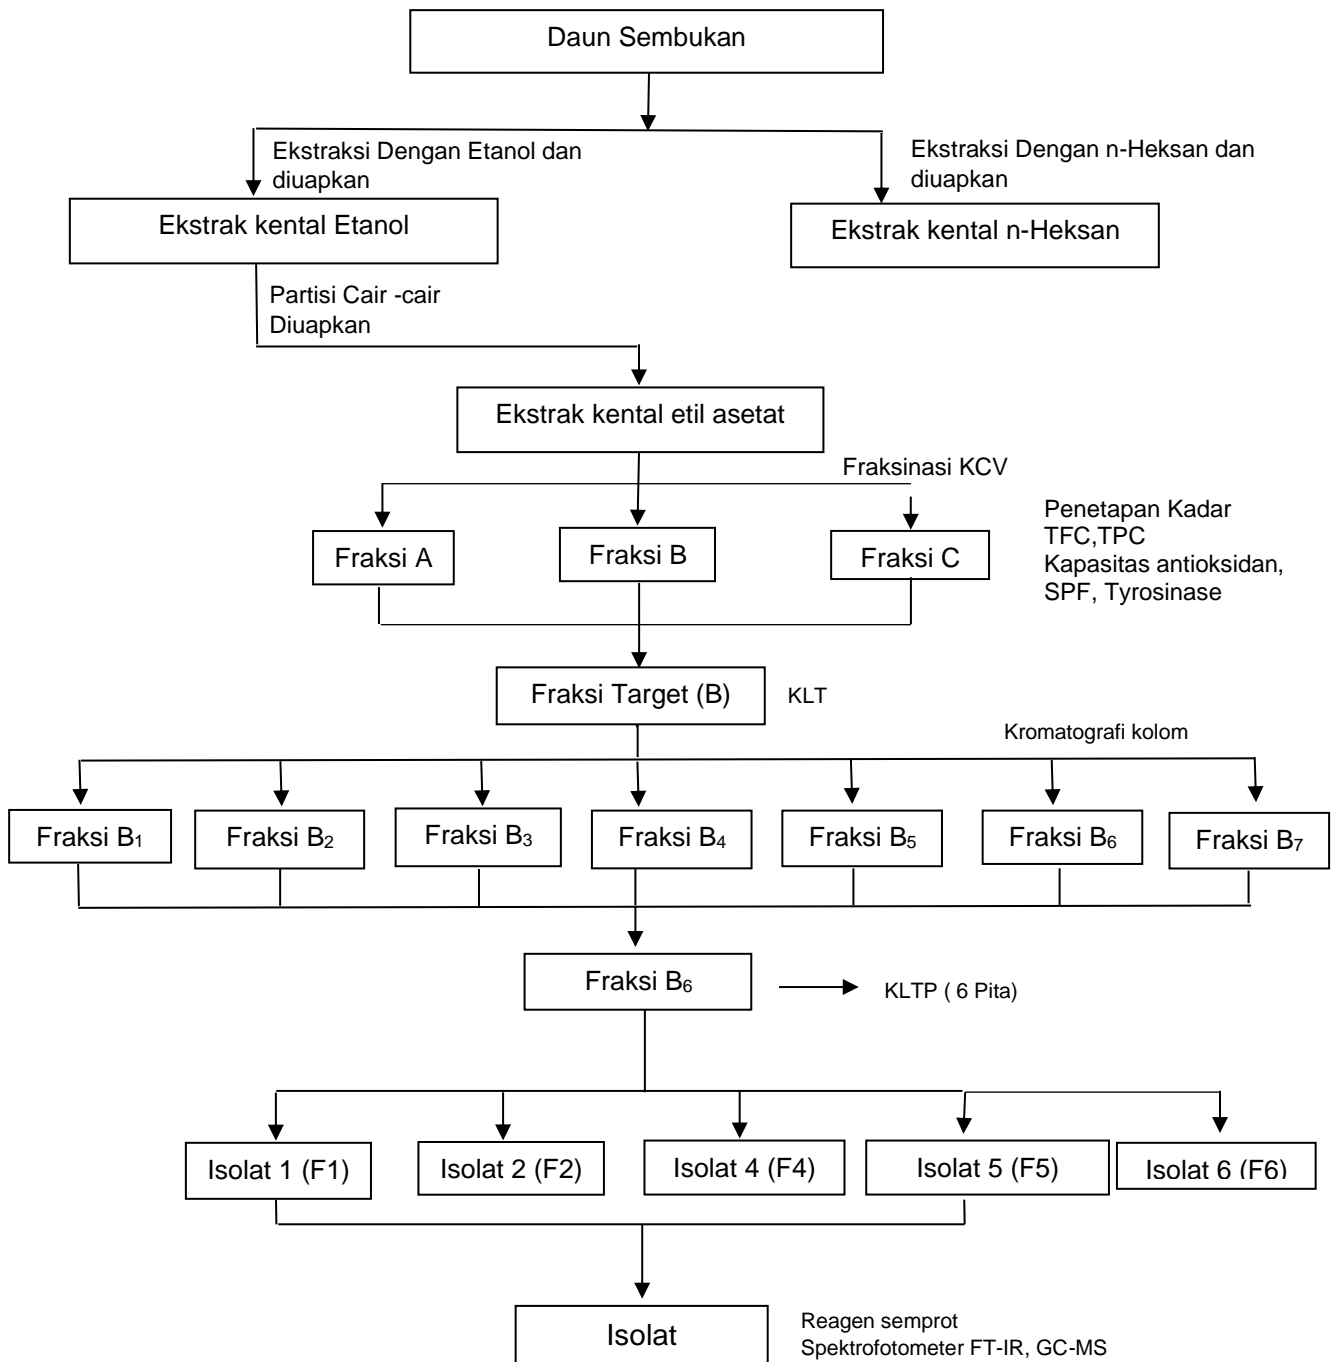 Daun Sembukan
Ekstraksi Dengan Etanol dan
diuapkan
Ekstraksi Dengan n-Heksan dan
diuapkan
Ekstrak kental Etanol
Ekstrak kental n-Heksan
Partisi Cair -cair
Diuapkan
Ekstrak kental etil asetat
Fraksinasi KCV
Fraksi A
Fraksi B
Fraksi C
Penetapan Kadar
TFC,TPC
Kapasitas antioksidan,
SPF, Tyrosinase
Fraksi Target (B)
KLT
Kromatografi kolom
Fraksi B₁
Fraksi B₂
Fraksi B₃
Fraksi B₄
Fraksi B₅
Fraksi B₆
Fraksi B₇
Fraksi B₆
KLTP ( 6 Pita)
Isolat 1 (F1)
Isolat 2 (F2)
Isolat 4 (F4)
Isolat 5 (F5)
Isolat 6 (F6)
Isolat
Reagen semprot
Spektrofotometer FT-IR, GC-MS